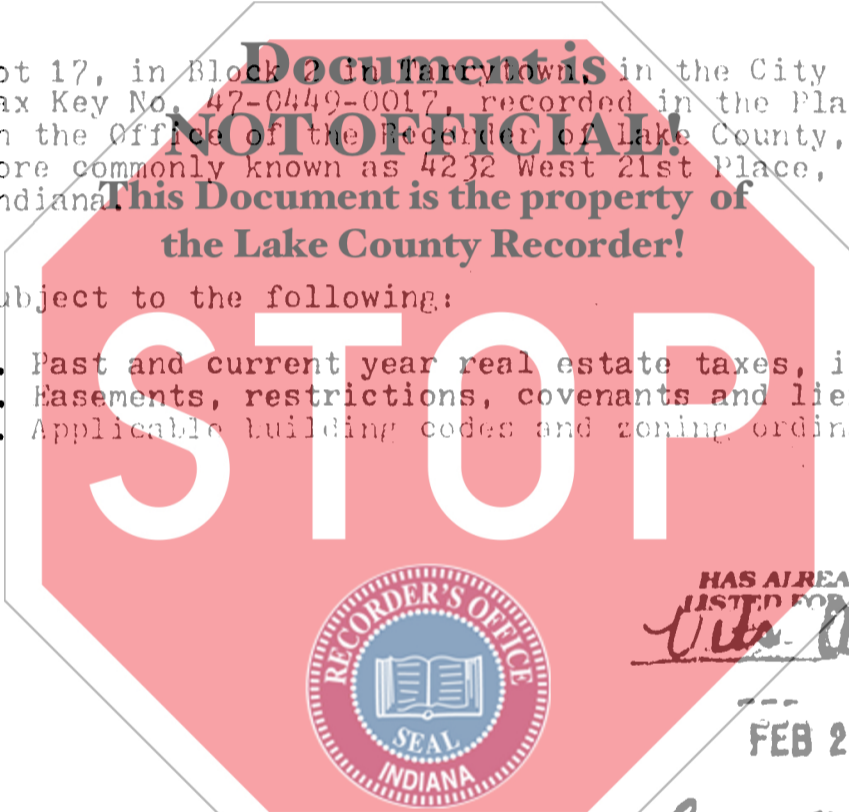 Document is
ot 17, in Block 2 in Tarrytown, in the City
ax Key No. 47-0449-0017, recorded in the Pla
NOT OFFICIAL!
n the Office of the Recorder of Lake County,
ore commonly known as 4232 West 21st Place,
ndiana.
This Document is the property of
the Lake County Recorder!
ubject to the following:
STOP
. Past and current year real estate taxes, i
. Easements, restrictions, covenants and lie
. Applicable building codes and zoning ordin
HAS ALREA
LISTED FOR
RECORDER'S OFFICE
SEAL
INDIANA
FEB 2